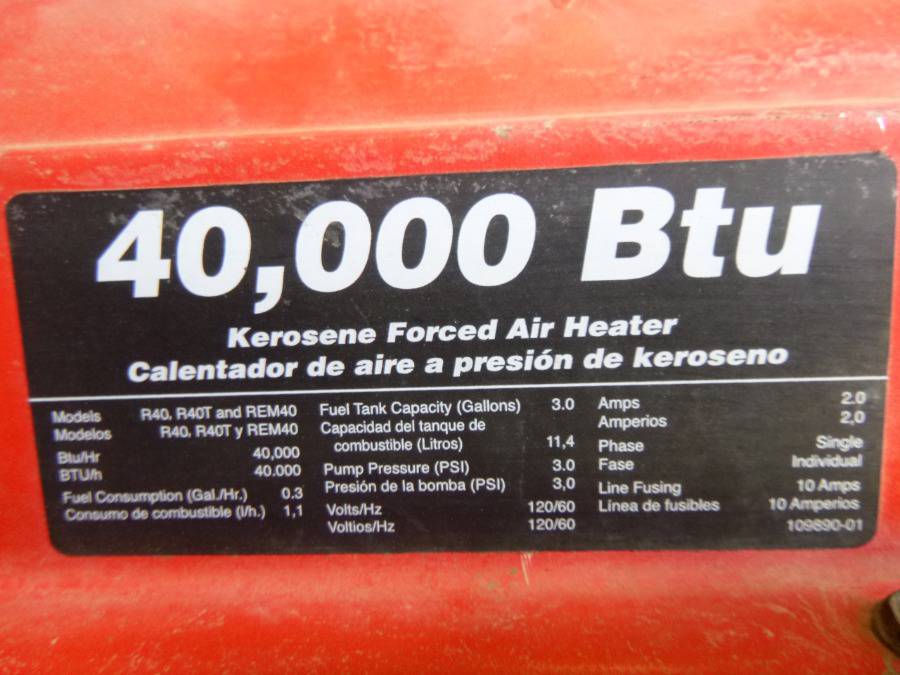 40,000 Btu
Kerosene Forced Air Heater
Calentador de aire a presión de keroseno
Models R40, R40T and REM40
Modelos R40, R40T y REM40
Btu/Hr 40,000
BTU/h 40.000
Fuel Consumption (Gal./Hr.) 0.3
Consumo de combustible (l/h.) 1,1
Fuel Tank Capacity (Gallons) 3.0
Capacidad del tanque de
combustible (Litros) 11,4
Pump Pressure (PSI) 3.0
Presión de la bomba (PSI) 3,0
Volts/Hz 120/60
Voltios/Hz 120/60
Amps 2.0
Amperios 2,0
Phase Single
Fase Individual
Line Fusing 10 Amps
Línea de fusibles 10 Amperios
109890-01